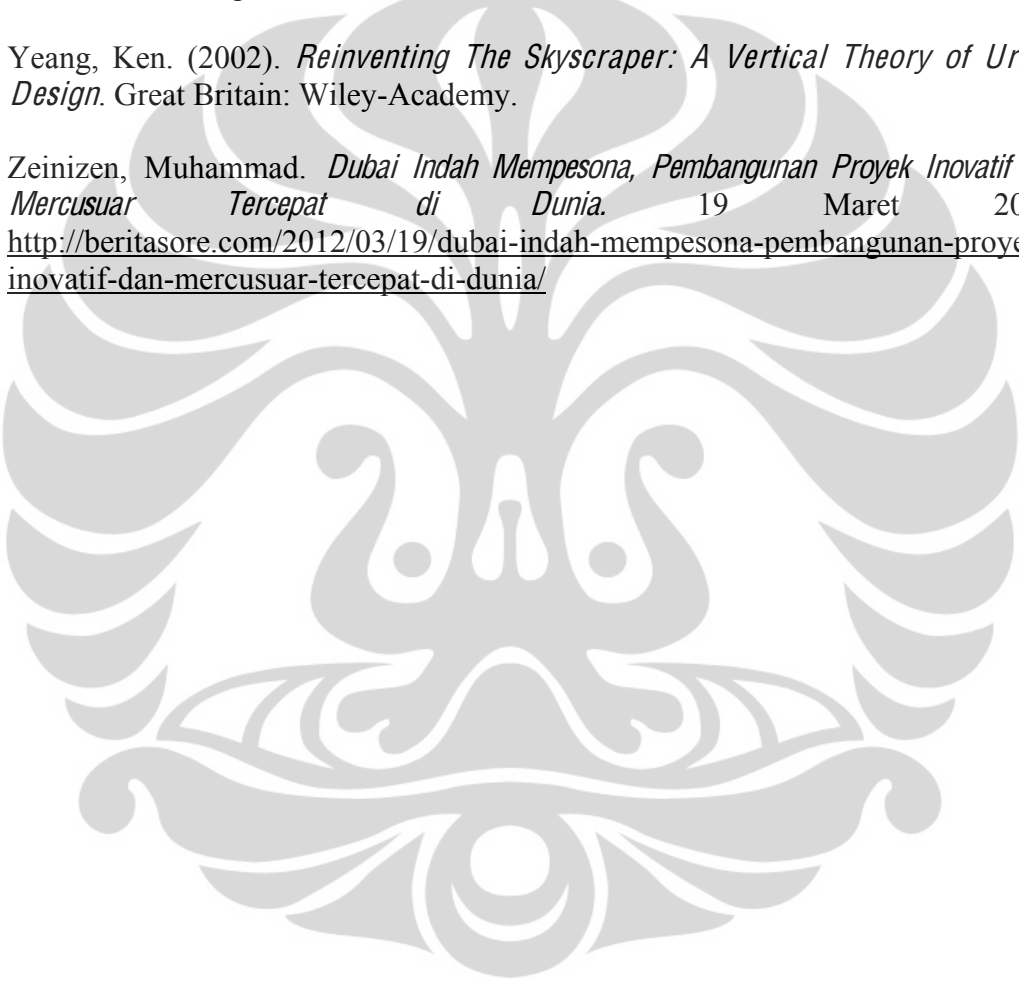 Yeang, Ken. (2002). Reinventing The Skyscraper: A Vertical Theory of Ur
Design. Great Britain: Wiley-Academy.
Zeinizen, Muhammad. Dubai Indah Mempesona, Pembangunan Proyek Inovatif
Mercusuar Tercepat di Dunia. 19 Maret 20
http://beritasore.com/2012/03/19/dubai-indah-mempesona-pembangunan-proye
inovatif-dan-mercusuar-tercepat-di-dunia/